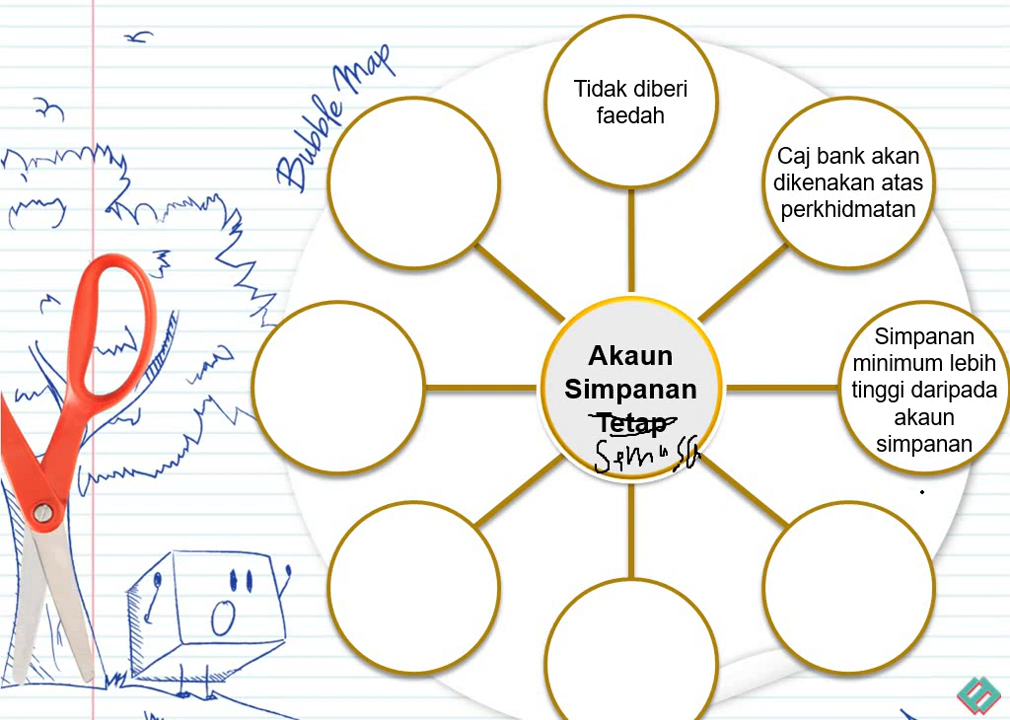 Bubble Map
Tidak diberi
faedah
Caj bank akan
dikenakan atas
perkhidmatan
Simpanan
minimum lebih
tinggi daripada
akaun
simpanan
Akaun
Simpanan
Tetap
Semasa